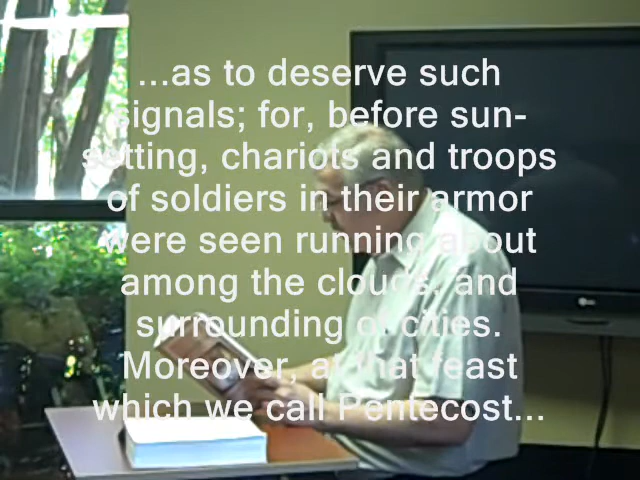 ...as to deserve such
signals; for, before sun-
setting, chariots and troops
of soldiers in their armor
were seen running about
among the clouds, and
surrounding of cities.
Moreover, at that feast
which we call Pentecost...
LG